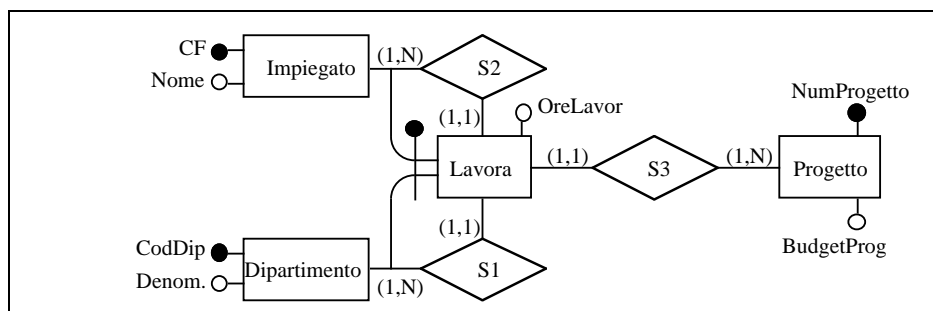 CF
Nome
Impiegato
(1,N)
S2
(1,1)
OreLavor
NumProgetto
Lavora
(1,1)
S3
(1,N)
Progetto
(1,1)
BudgetProg
CodDip
Denom.
Dipartimento
(1,N)
S1